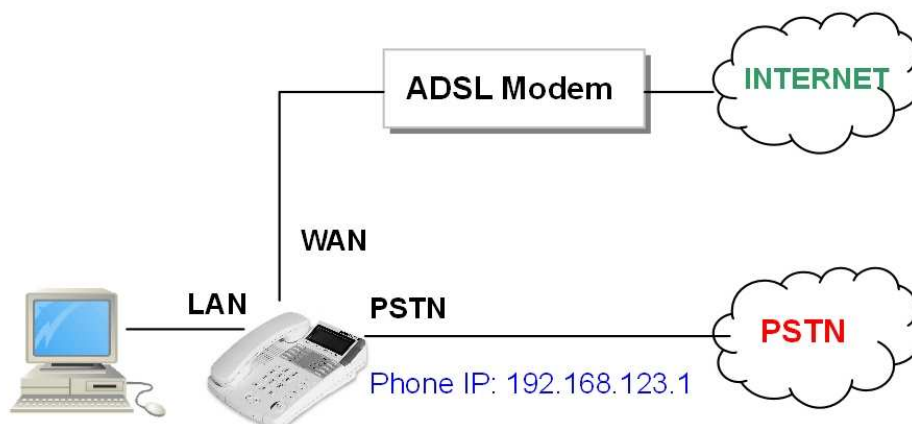 ADSL Modem
INTERNET
WAN
LAN
PSTN
PSTN
Phone IP: 192.168.123.1